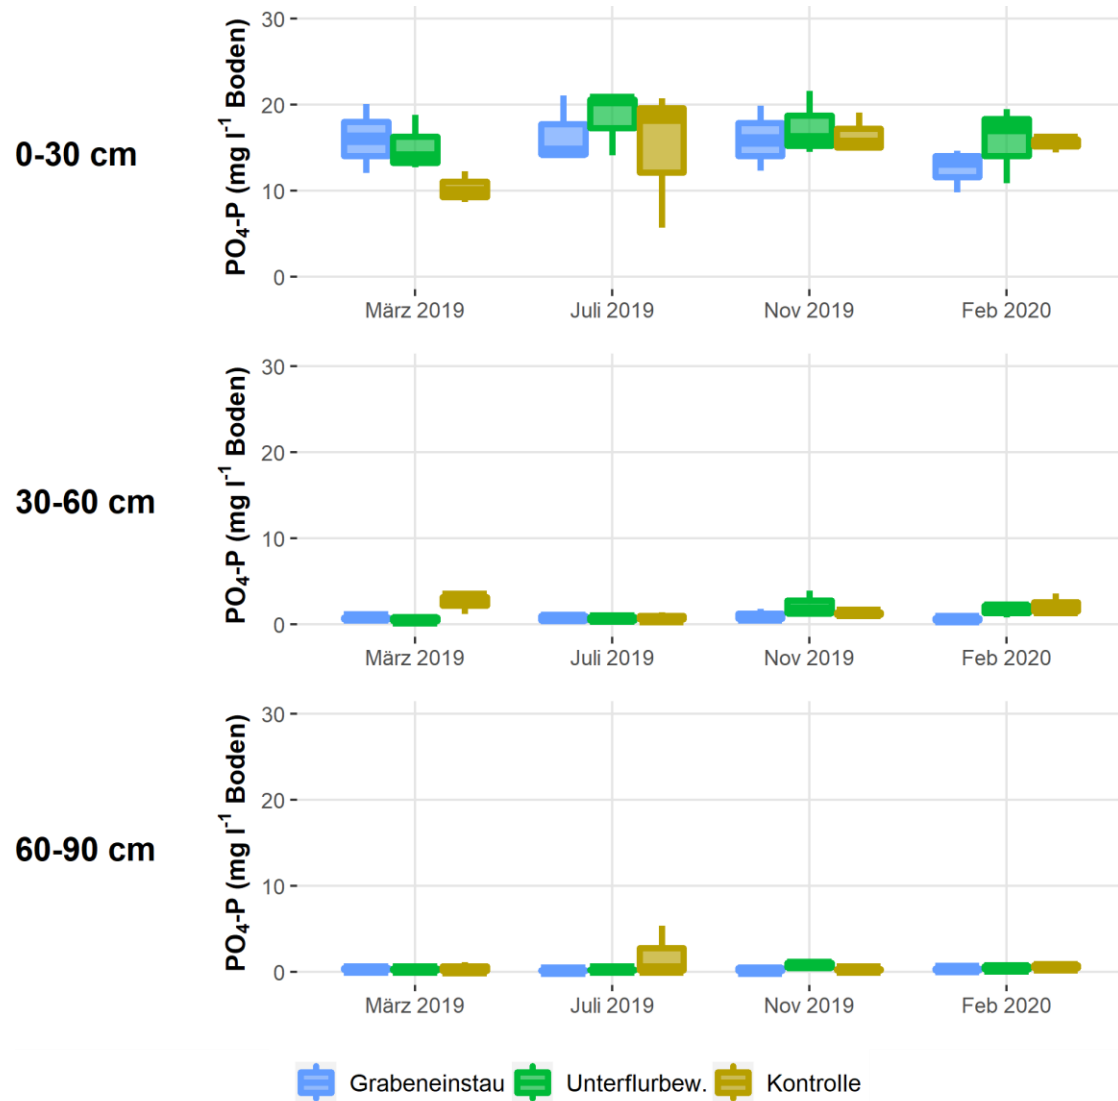 0-30 cm
PO₄-P (mg l⁻¹ Boden)
30
20
10
0
März 2019 Juli 2019 Nov 2019 Feb 2020
30-60 cm
PO₄-P (mg l⁻¹ Boden)
30
20
10
0
März 2019 Juli 2019 Nov 2019 Feb 2020
60-90 cm
PO₄-P (mg l⁻¹ Boden)
30
20
10
0
März 2019 Juli 2019 Nov 2019 Feb 2020
Grabeneinstau Unterflurbew. Kontrolle